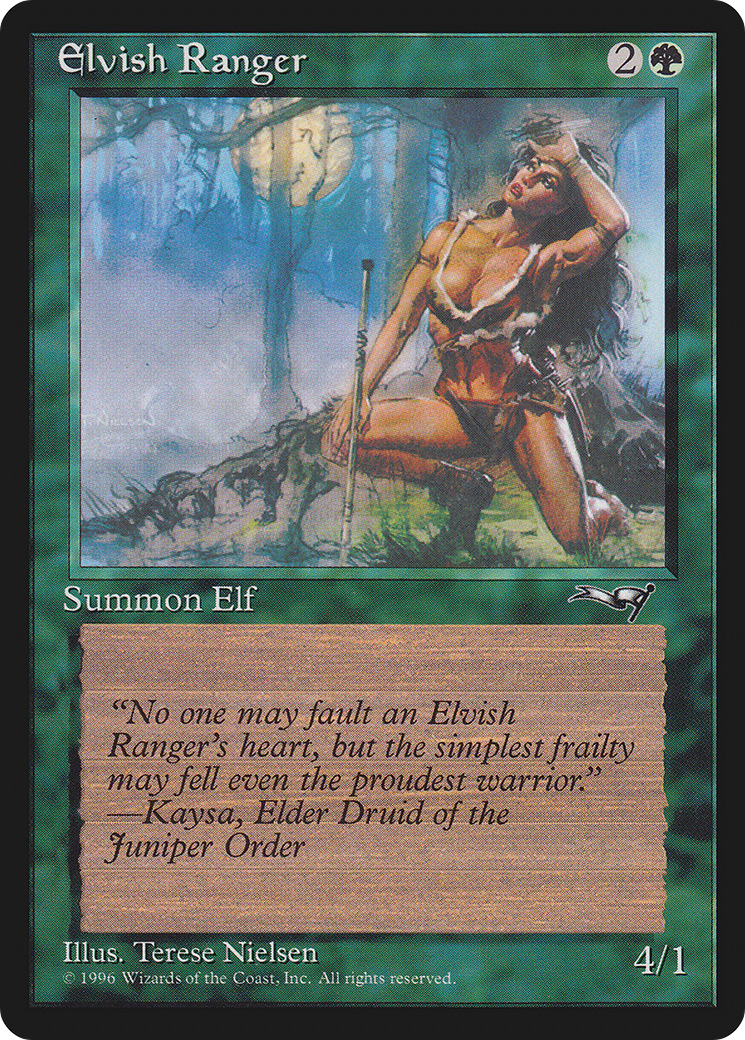 Elvish Ranger
2
T. NIELSEN
Summon Elf
“No one may fault an Elvish
Ranger’s heart, but the simplest frailty
may fell even the proudest warrior.”
—Kaysa, Elder Druid of the
Juniper Order
Illus. Terese Nielsen
4/1
© 1996 Wizards of the Coast, Inc. All rights reserved.